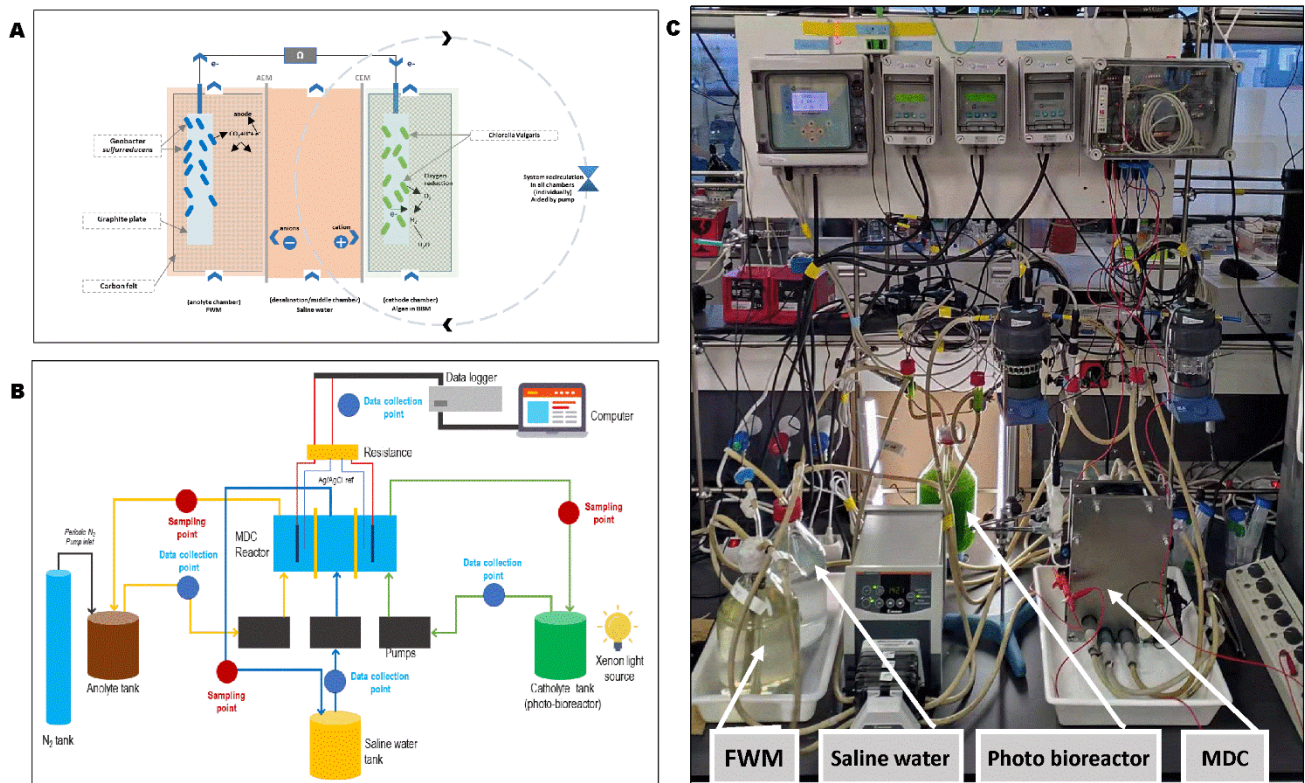 A
Ω
e-
e-
AEM
CEM
anode
Geobacter
sulfurreducens
Chlorella Vulgaris
Oxygen
reduction
O₂
e-
H₂O
System recirculation
in all chambers
(individually)
Aided by pump
Graphite plate
anions
cation
−
+
Carbon felt
(anolyte chamber)
FWM
(desalination/middle chamber)
Saline water
(cathode chamber)
Algae in BBM
B
Data logger
Data collection
point
Computer
Resistance
Ag/AgCl ref
Sampling
point
MDC
Reactor
Sampling
point
Periodic N₂
Pump inlet
Data collection
point
Data collection
point
Pumps
Anolyte tank
Sampling
point
Data collection
point
Catholyte tank
(photo-bioreactor)
Xenon light
source
N₂ tank
Saline water
tank
C
FWM
Saline water
Photo bioreactor
MDC